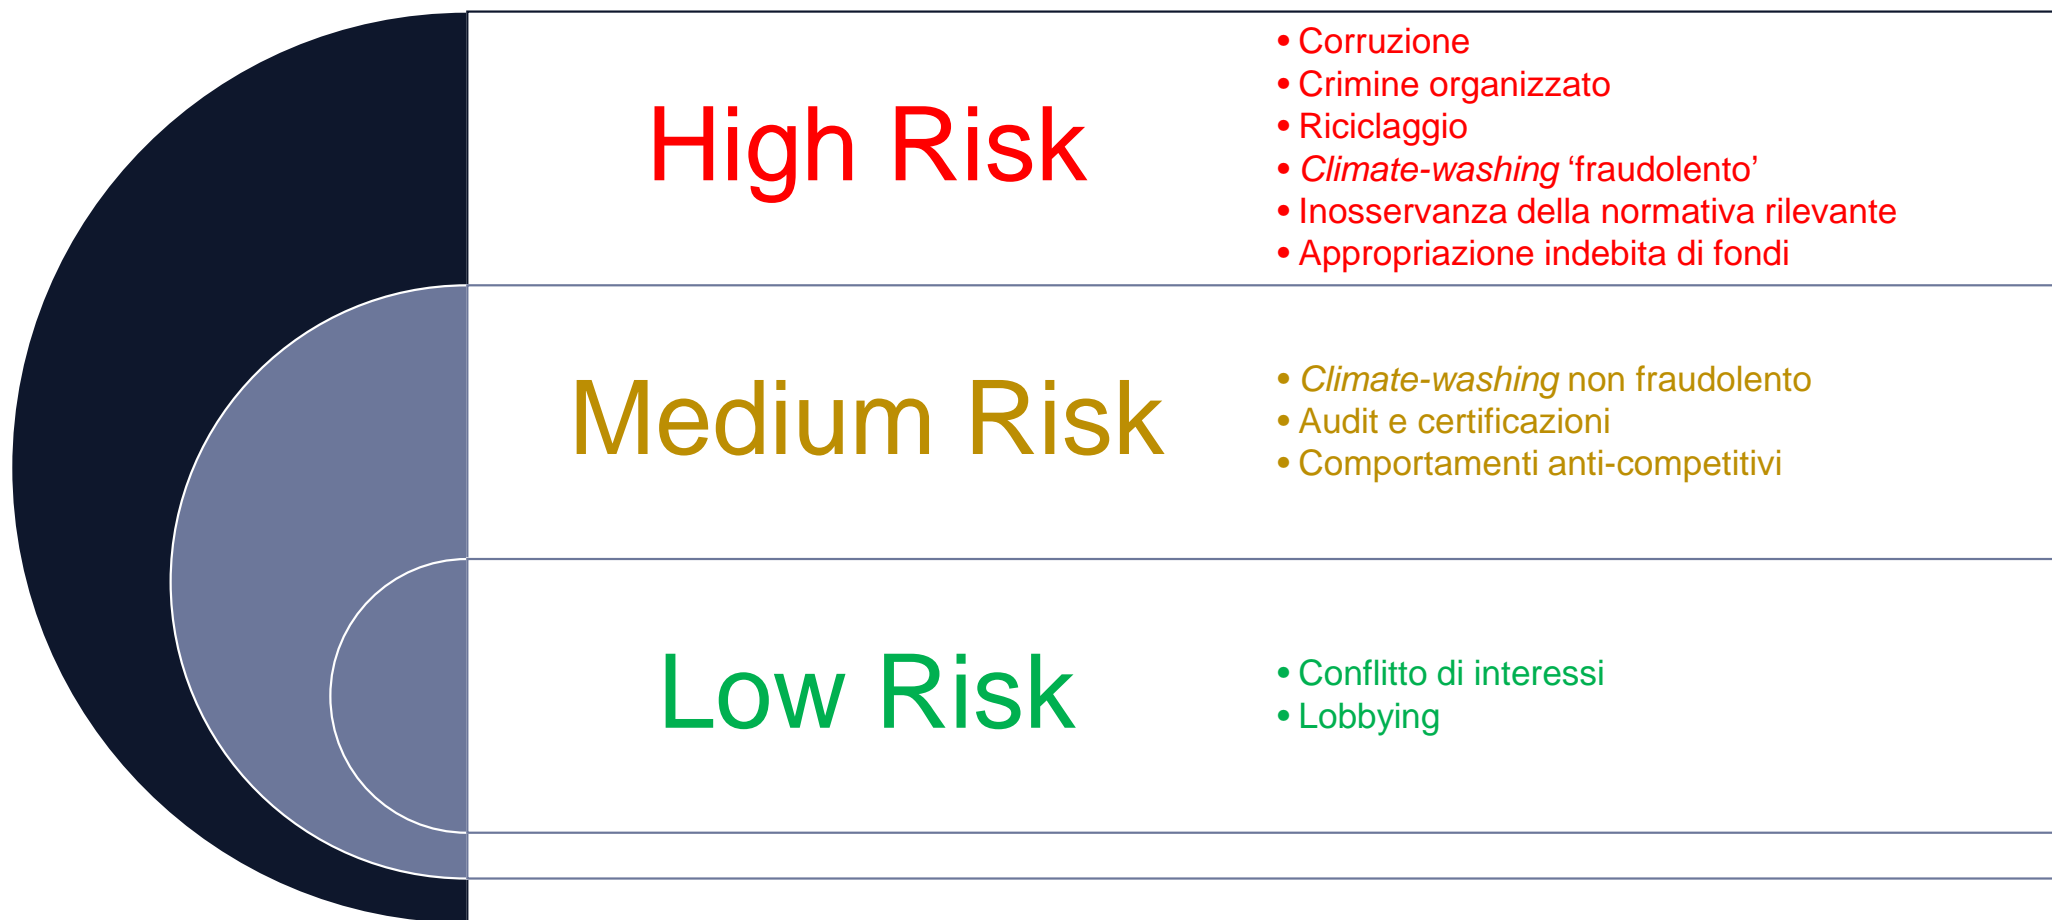 High Risk
• Corruzione
• Crimine organizzato
• Riciclaggio
• Climate-washing ‘fraudolento’
• Inosservanza della normativa rilevante
• Appropriazione indebita di fondi
Medium Risk
• Climate-washing non fraudolento
• Audit e certificazioni
• Comportamenti anti-competitivi
Low Risk
• Conflitto di interessi
• Lobbying